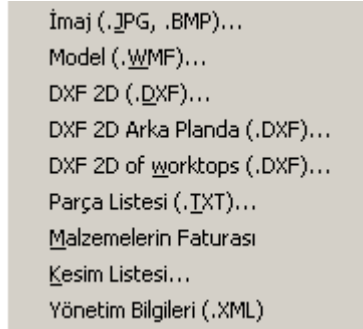 İmaj (.JPG, .BMP)...
Model (.WMF)...
DXF 2D (.DXF)...
DXF 2D Arka Planda (.DXF)...
DXF 2D of worktops (.DXF)...
Parça Listesi (.TXT)...
Malzemelerin Faturası
Kesim Listesi...
Yönetim Bilgileri (.XML)